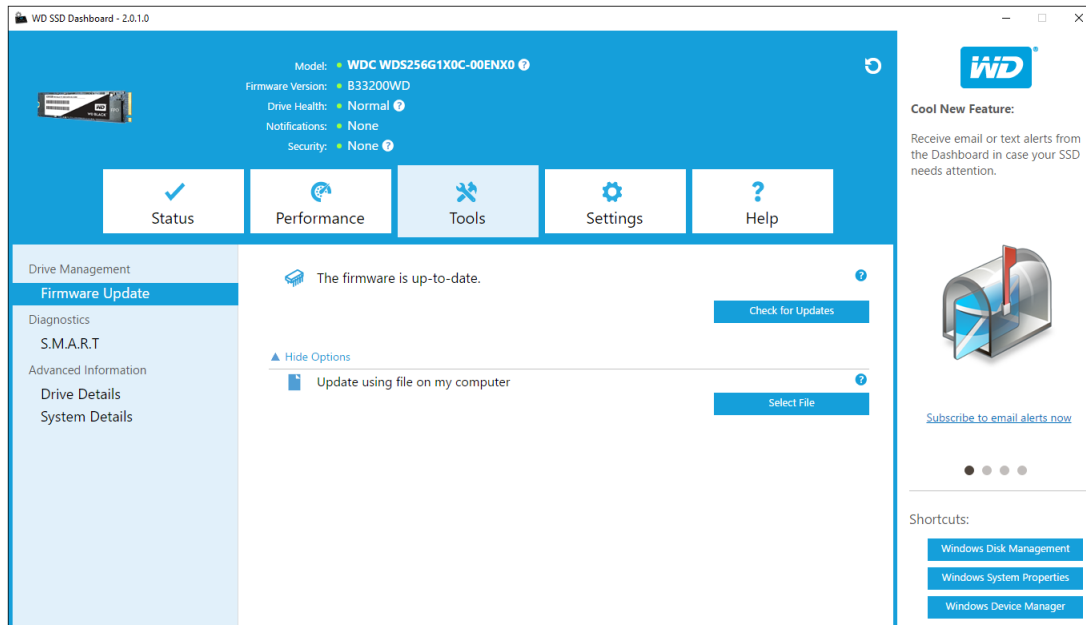 WD SSD Dashboard - 2.0.1.0
Model: • WDC WDS256G1X0C-00ENX0 ?
Firmware Version: • B33200WD
Drive Health: • Normal ?
Notifications: • None
Security: • None ?
WD
Status
Performance
Tools
Settings
Help
Drive Management
Firmware Update
Diagnostics
S.M.A.R.T
Advanced Information
Drive Details
System Details
The firmware is up-to-date.
Check for Updates
Hide Options
Update using file on my computer
Select File
WD
Cool New Feature:
Receive email or text alerts from
the Dashboard in case your SSD
needs attention.
Subscribe to email alerts now
Shortcuts:
Windows Disk Management
Windows System Properties
Windows Device Manager